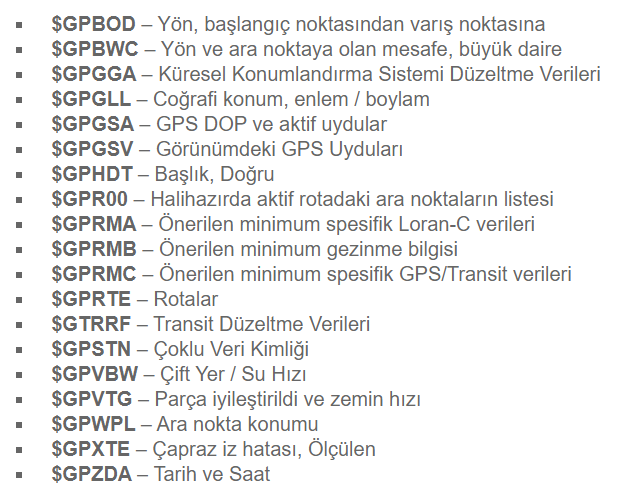 $GPBOD – Yön, başlangıç noktasından varış noktasına
$GPBWC – Yön ve ara noktaya olan mesafe, büyük daire
$GPGGA – Küresel Konumlandırma Sistemi Düzeltme Verileri
$GPGLL – Coğrafi konum, enlem / boylam
$GPGSA – GPS DOP ve aktif uydular
$GPGSV – Görünümdeki GPS Uyduları
$GPHDT – Başlık, Doğru
$GPR00 – Halihazırda aktif rotadaki ara noktaların listesi
$GPRMA – Önerilen minimum spesifik Loran-C verileri
$GPRMB – Önerilen minimum gezinme bilgisi
$GPRMC – Önerilen minimum spesifik GPS/Transit verileri
$GPRTE – Rotalar
$GTRRF – Transit Düzeltme Verileri
$GPSTN – Çoklu Veri Kimliği
$GPVBW – Çift Yer / Su Hızı
$GPVTG – Parça iyileştirildi ve zemin hızı
$GPWPL – Ara nokta konumu
$GPXTE – Çapraz iz hatası, Ölçülen
$GPZDA – Tarih ve Saat